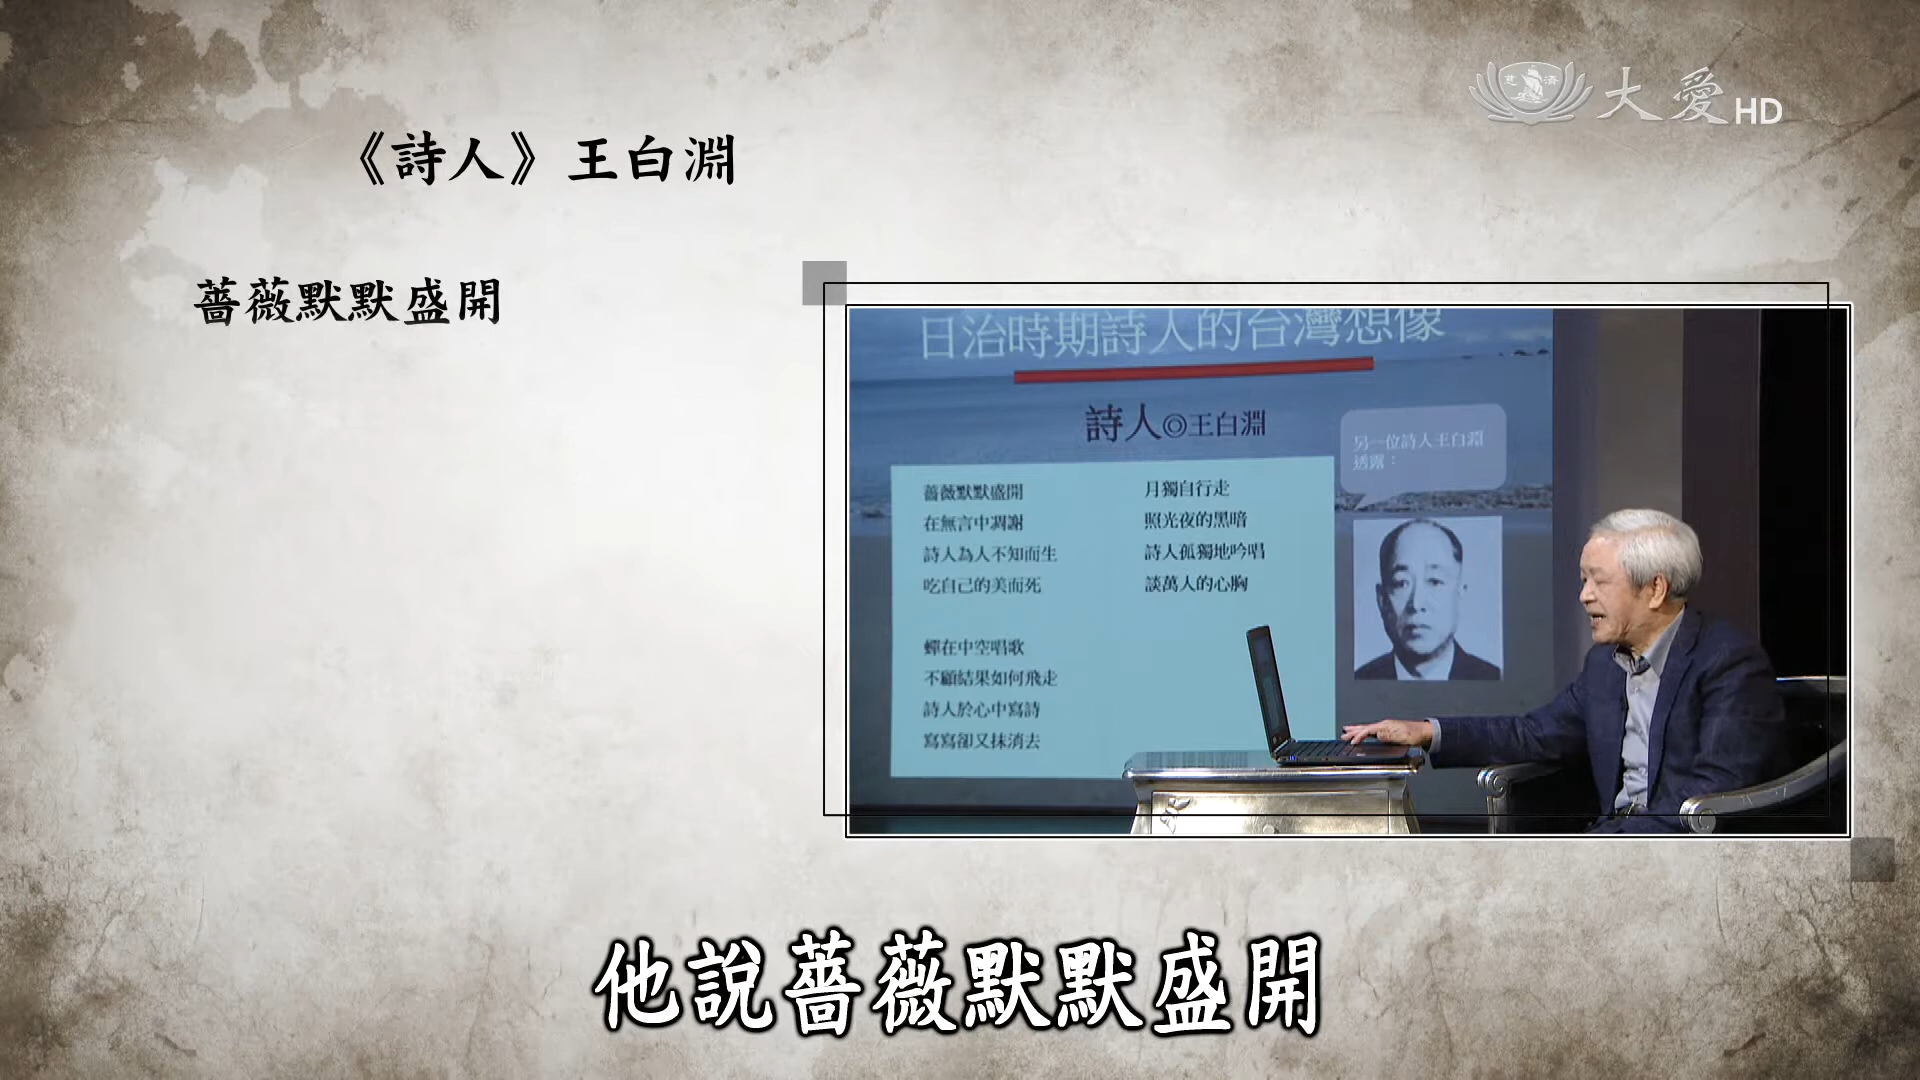 慈濟
大愛HD
《詩人》王白淵
薔薇默默盛開
日治時期詩人的台灣想像
詩人◎王白淵
另一位詩人王白淵
透露：
薔薇默默盛開
在無言中凋謝
詩人為人不知而生
吃自己的美而死
蟬在中空唱歌
不顧結果如何飛走
詩人於心中寫詩
寫寫卻又抹消去
月獨自行走
照光夜的黑暗
詩人孤獨地吟唱
談萬人的心胸
他說薔薇默默盛開